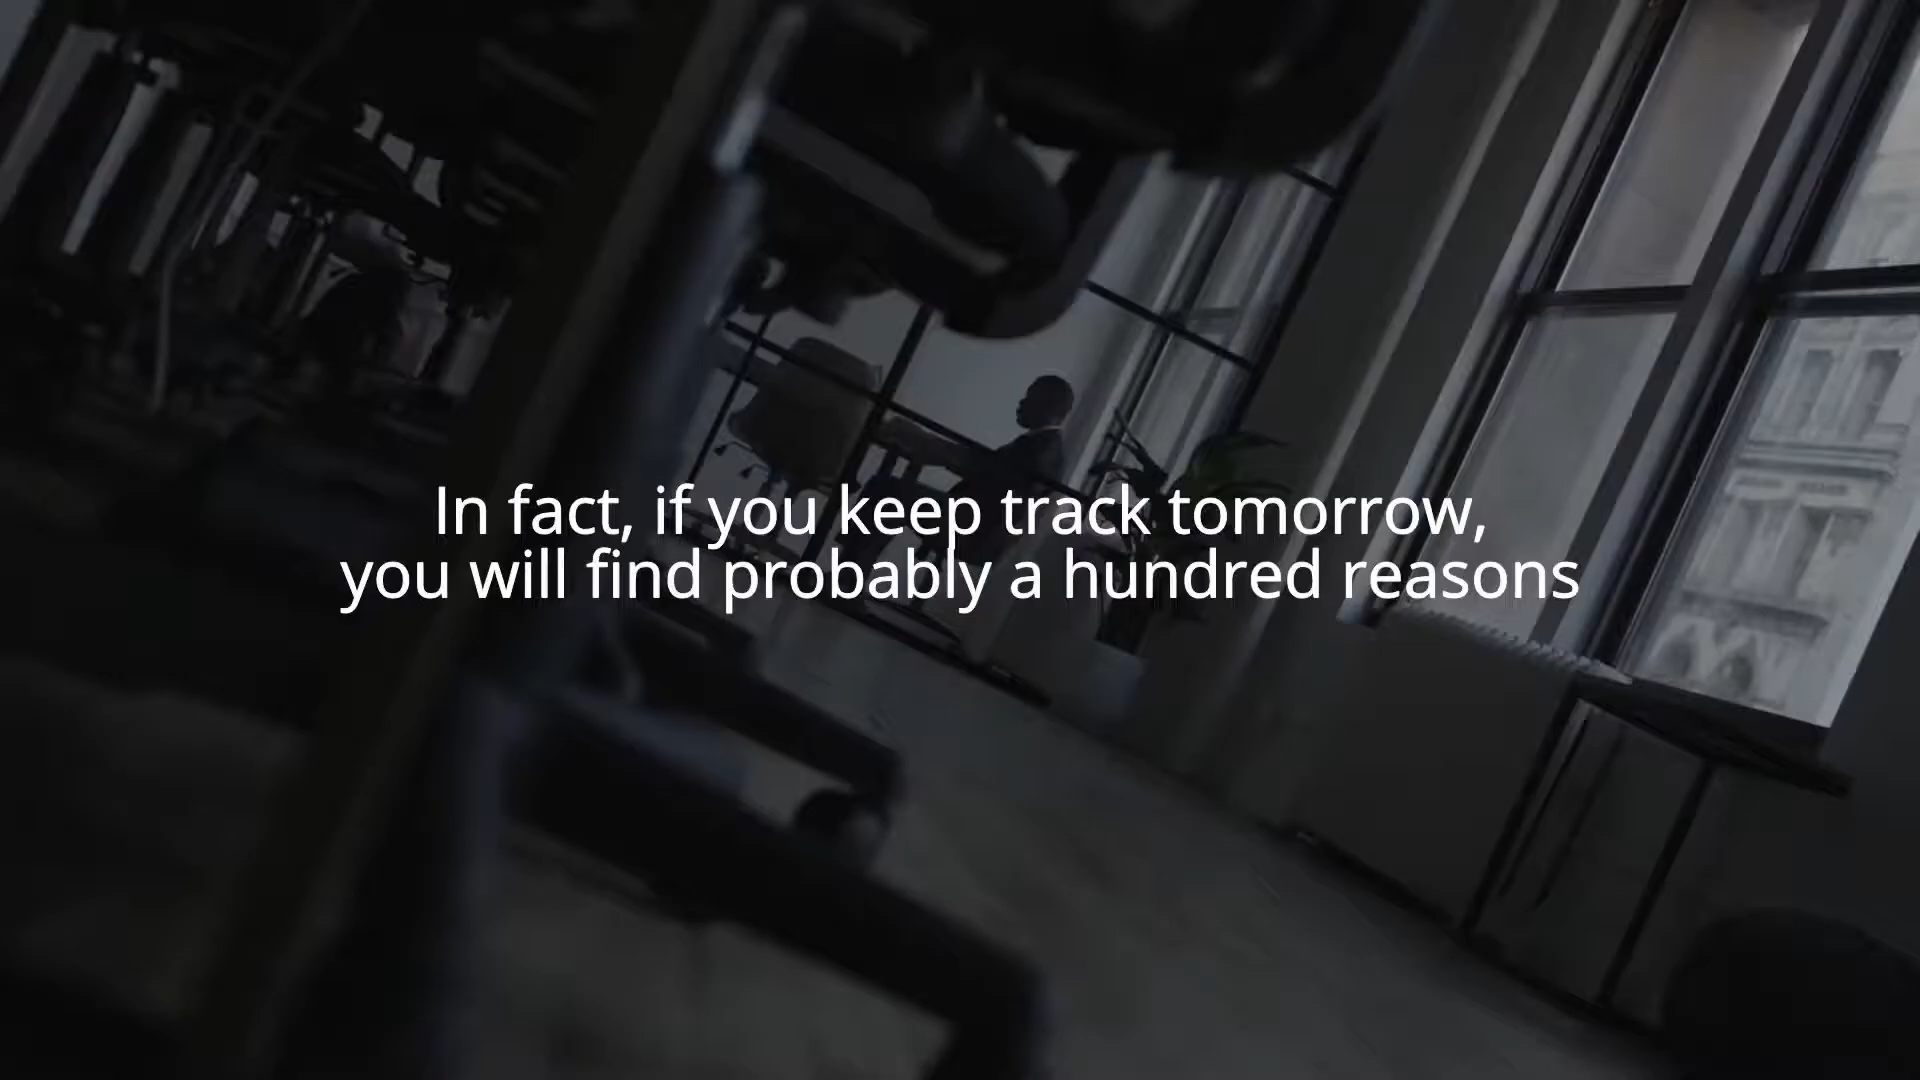 In fact, if you keep track tomorrow,
you will find probably a hundred reasons